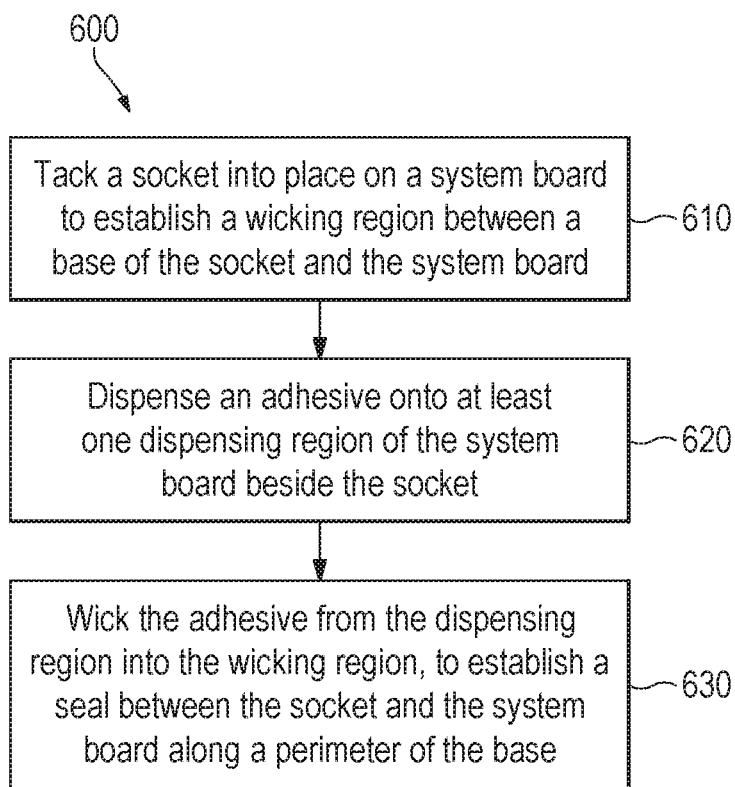 600
Tack a socket into place on a system board
to establish a wicking region between a
base of the socket and the system board
610
Dispense an adhesive onto at least
one dispensing region of the system
board beside the socket
620
Wick the adhesive from the dispensing
region into the wicking region, to establish a
seal between the socket and the system
board along a perimeter of the base
630